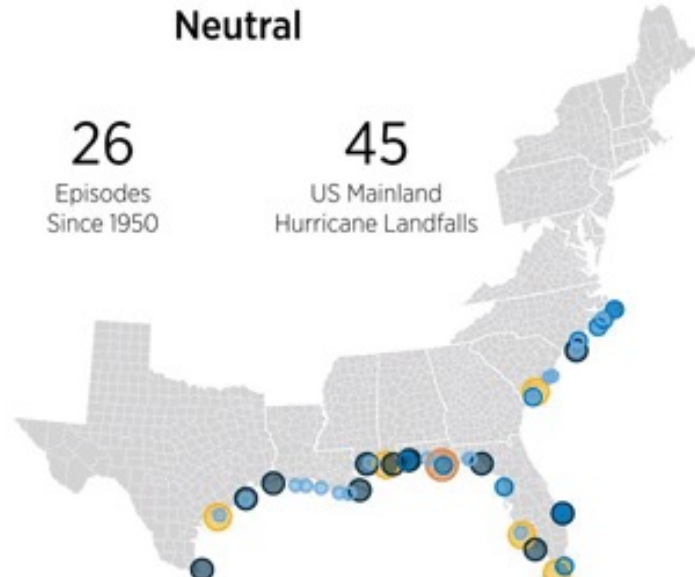 Neutral
26
Episodes
Since 1950
45
US Mainland
Hurricane Landfalls